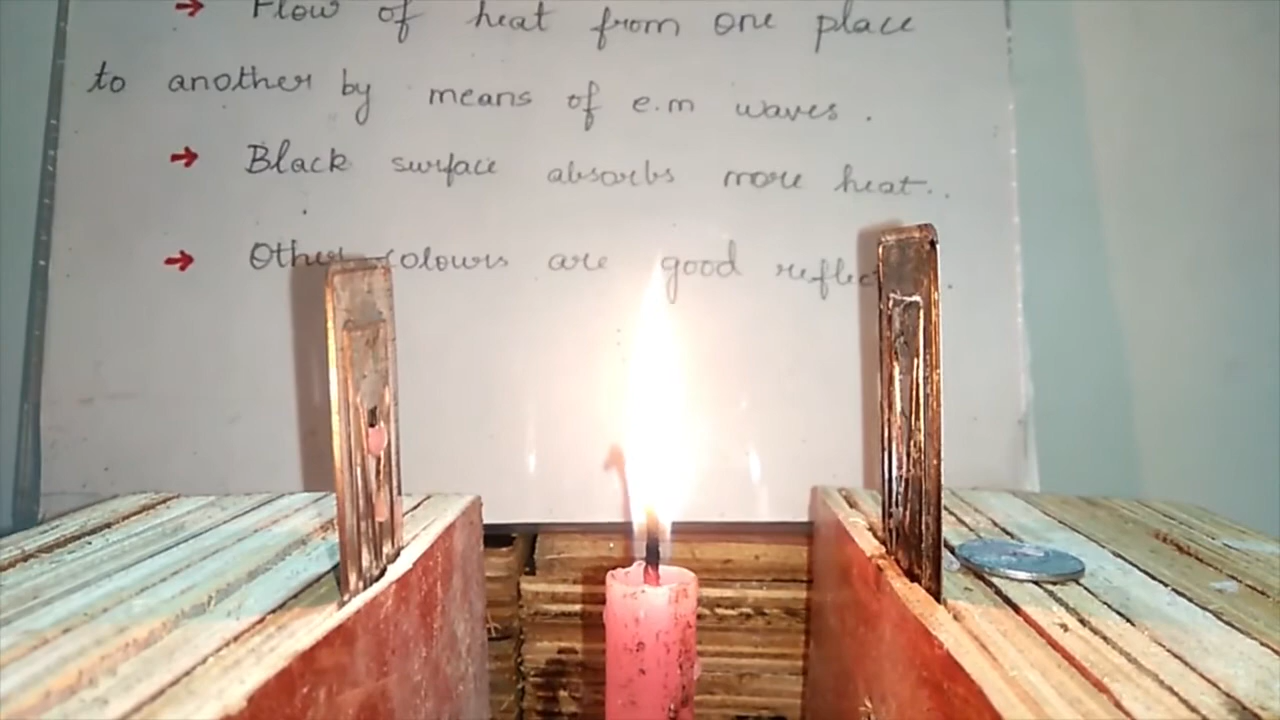 → Flow of heat from one place
to another by means of e.m waves.
→ Black surface absorbs more heat..
→ Other colours are good